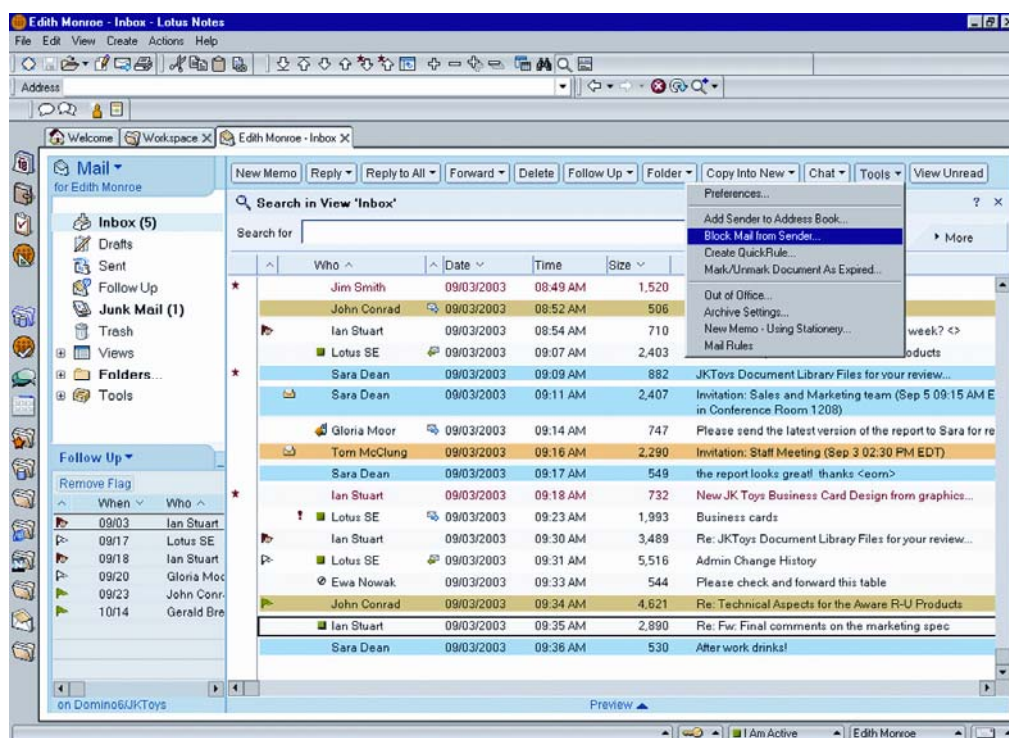 Edith Monroe - Inbox - Lotus Notes
File Edit View Create Actions Help
Address
Welcome Workspace X Edith Monroe - Inbox X
Mail
for Edith Monroe
Inbox (5)
Drafts
Sent
Follow Up
Junk Mail (1)
Trash
Views
Folders...
Tools
Follow Up
Remove Flag
When Who
09/03 Ian Stuart
09/17 Lotus SE
09/18 Ian Stuart
09/20 Gloria Moo
09/23 John Conr
10/14 Gerald Bre
on Domino6/JKToys
New Memo Reply Reply to All Forward Delete Follow Up Folder Copy Into New Chat Tools View Unread
Search in View 'Inbox' ? ×
Search for
More
Preferences...
Add Sender to Address Book...
Block Mail from Sender...
Create QuickRule...
Mark/Unmark Document As Expired...
Out of Office...
Archive Settings...
New Memo - Using Stationery...
Mail Rules
Who Date Time Size
Jim Smith 09/03/2003 08:49 AM 1,520
John Conrad 09/03/2003 08:52 AM 506
Ian Stuart 09/03/2003 08:54 AM 710 week? <>
Lotus SE 09/03/2003 09:07 AM 2,403 oducts
Sara Dean 09/03/2003 09:09 AM 882 JKToys Document Library Files for your review...
Sara Dean 09/03/2003 09:11 AM 2,407 Invitation: Sales and Marketing team (Sep 5 09:15 AM E
in Conference Room 1208)
Gloria Moor 09/03/2003 09:14 AM 747 Please send the latest version of the report to Sara for re
Tom McClung 09/03/2003 09:16 AM 2,290 Invitation: Staff Meeting (Sep 3 02:30 PM EDT)
Sara Dean 09/03/2003 09:17 AM 549 the report looks great! thanks <eom>
Ian Stuart 09/03/2003 09:18 AM 732 New JK Toys Business Card Design from graphics...
! Lotus SE 09/03/2003 09:23 AM 1,993 Business cards
Ian Stuart 09/03/2003 09:30 AM 3,489 Re: JKToys Document Library Files for your review...
Lotus SE 09/03/2003 09:31 AM 5,516 Admin Change History
Ewa Nowak 09/03/2003 09:33 AM 544 Please check and forward this table
John Conrad 09/03/2003 09:34 AM 4,621 Re: Technical Aspects for the Aware R-U Products
Ian Stuart 09/03/2003 09:35 AM 2,890 Re: Fw: Final comments on the marketing spec
Sara Dean 09/03/2003 09:36 AM 530 After work drinks!
Preview
I Am Active Edith Monroe